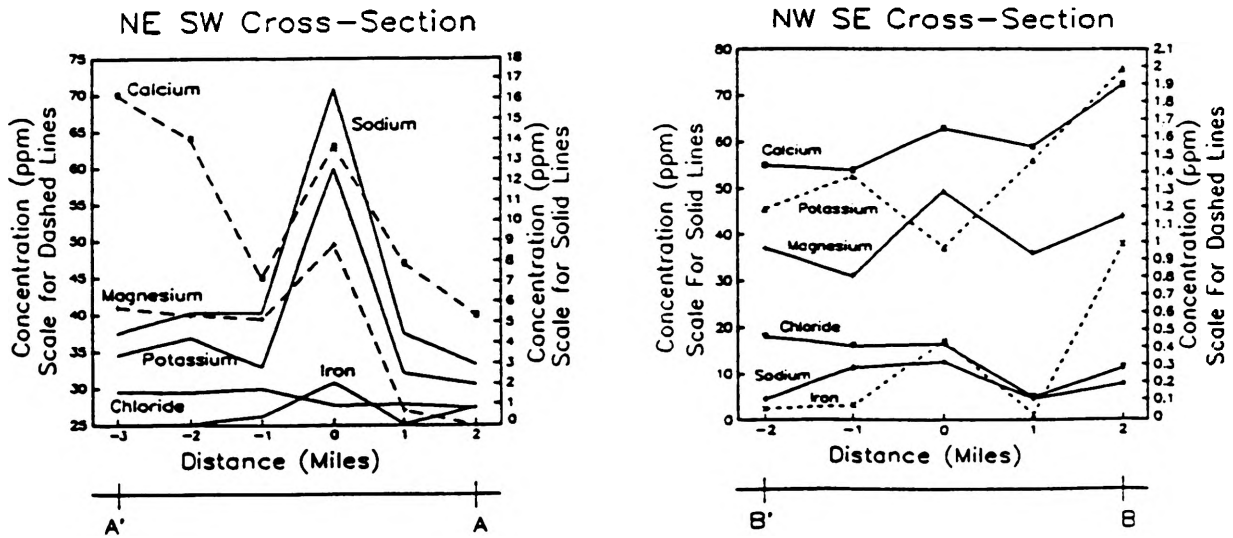 NE SW Cross-Section
Concentration (ppm)
Scale for Dashed Lines
75
70
65
60
55
50
45
40
35
30
25
Calcium
Sodium
Magnesium
Potassium
Iron
Chloride
18
17
16
15
14
13
12
11
10
9
8
7
6
5
4
3
2
1
0
Concentration (ppm)
Scale for Solid Lines
-3 -2 -1 0 1 2
Distance (Miles)
A' A
NW SE Cross-Section
Concentration (ppm)
Scale For Solid Lines
80
70
60
50
40
30
20
10
0
Calcium
Potassium
Magnesium
Chloride
Sodium
Iron
2.1
2
1.9
1.8
1.7
1.6
1.5
1.4
1.3
1.2
1.1
1
0.9
0.8
0.7
0.6
0.5
0.4
0.3
0.2
0.1
0
Concentration (ppm)
Scale For Dashed Lines
-2 -1 0 1 2
Distance (Miles)
B' B